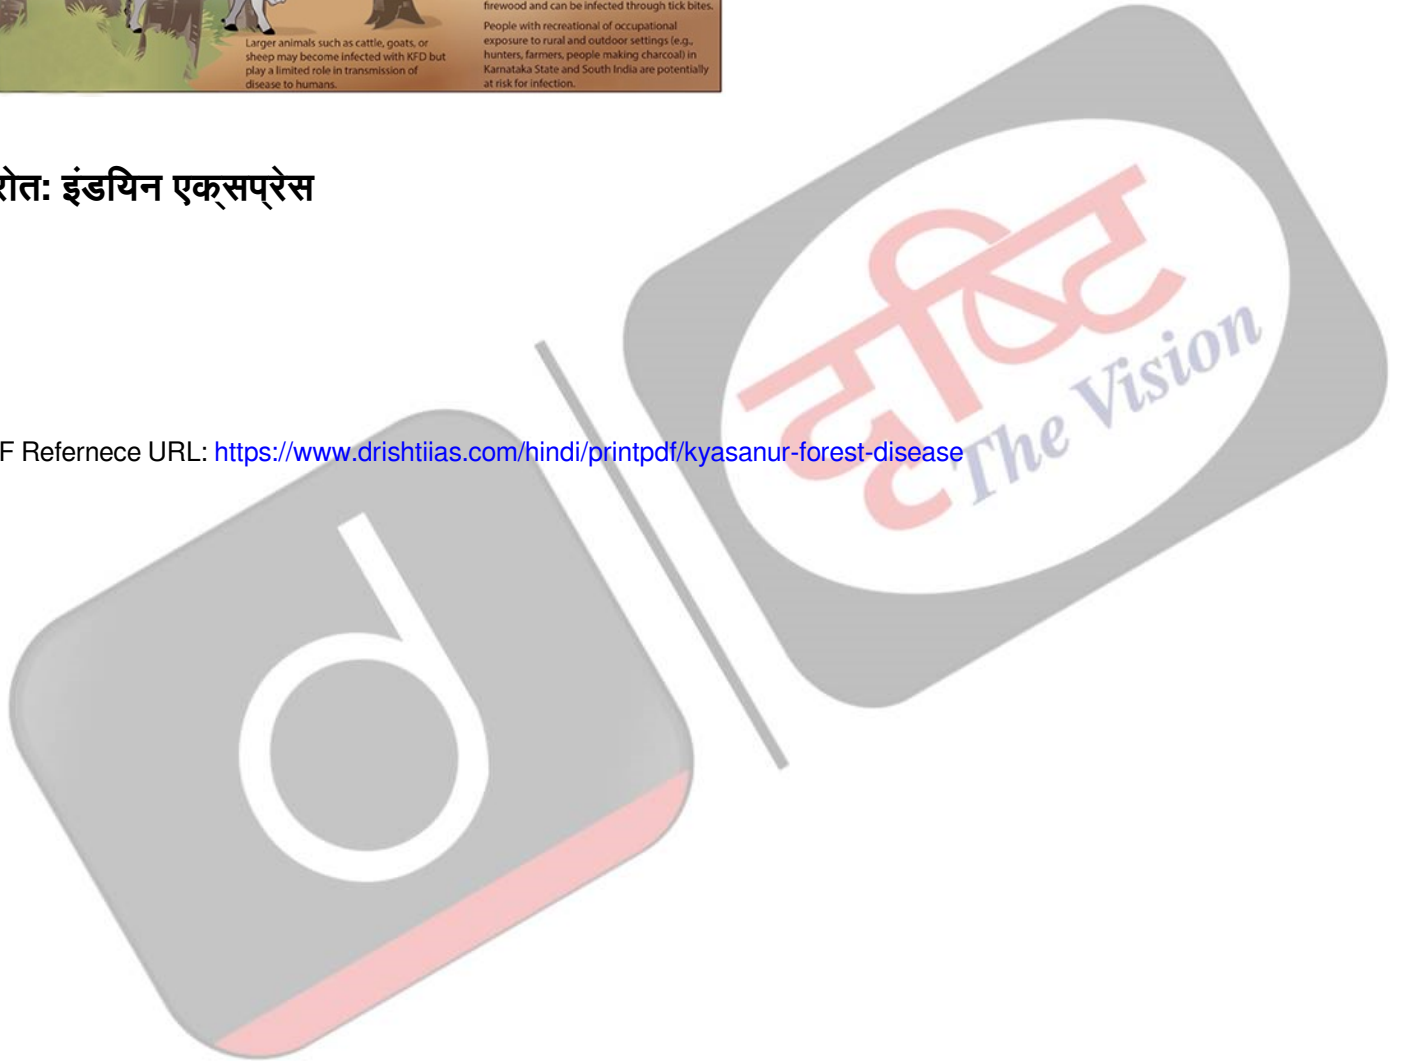 firewood and can be infected through tick bites.
People with recreational of occupational
exposure to rural and outdoor settings (e.g.,
hunters, farmers, people making charcoal) in
Karnataka State and South India are potentially
at risk for infection.
Larger animals such as cattle, goats, or
sheep may become infected with KFD but
play a limited role in transmission of
disease to humans.
रोत: इंडयिन एक्सप्रेस
दृष्टि
The Vision
F Refernece URL: https://www.drishtiias.com/hindi/printpdf/kyasanur-forest-disease
d